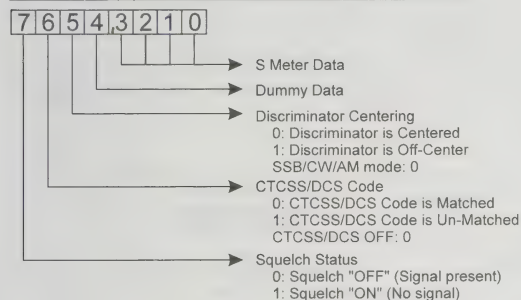 7 6 5 4 , 3 2 1 0
S Meter Data
Dummy Data
Discriminator Centering
0: Discriminator is Centered
1: Discriminator is Off-Center
SSB/CW/AM mode: 0
CTCSS/DCS Code
0: CTCSS/DCS Code is Matched
1: CTCSS/DCS Code is Un-Matched
CTCSS/DCS OFF: 0
Squelch Status
0: Squelch "OFF" (Signal present)
1: Squelch "ON" (No signal)